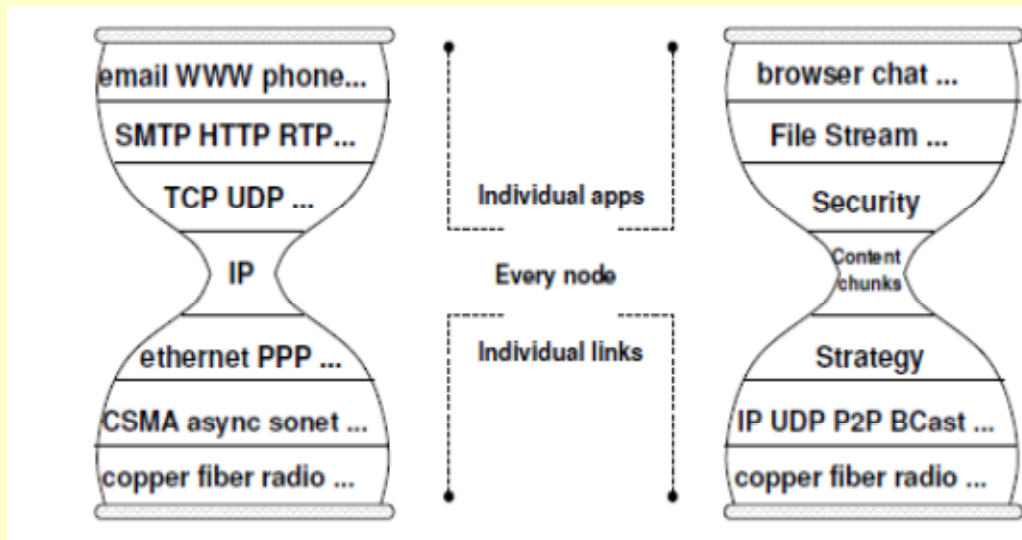 email WWW phone...
SMTP HTTP RTP...
TCP UDP ...
IP
ethernet PPP ...
CSMA async sonet ...
copper fiber radio ...
Individual apps
Every node
Individual links
browser chat ...
File Stream ...
Security
Content
chunks
Strategy
IP UDP P2P BCast ...
copper fiber radio ...